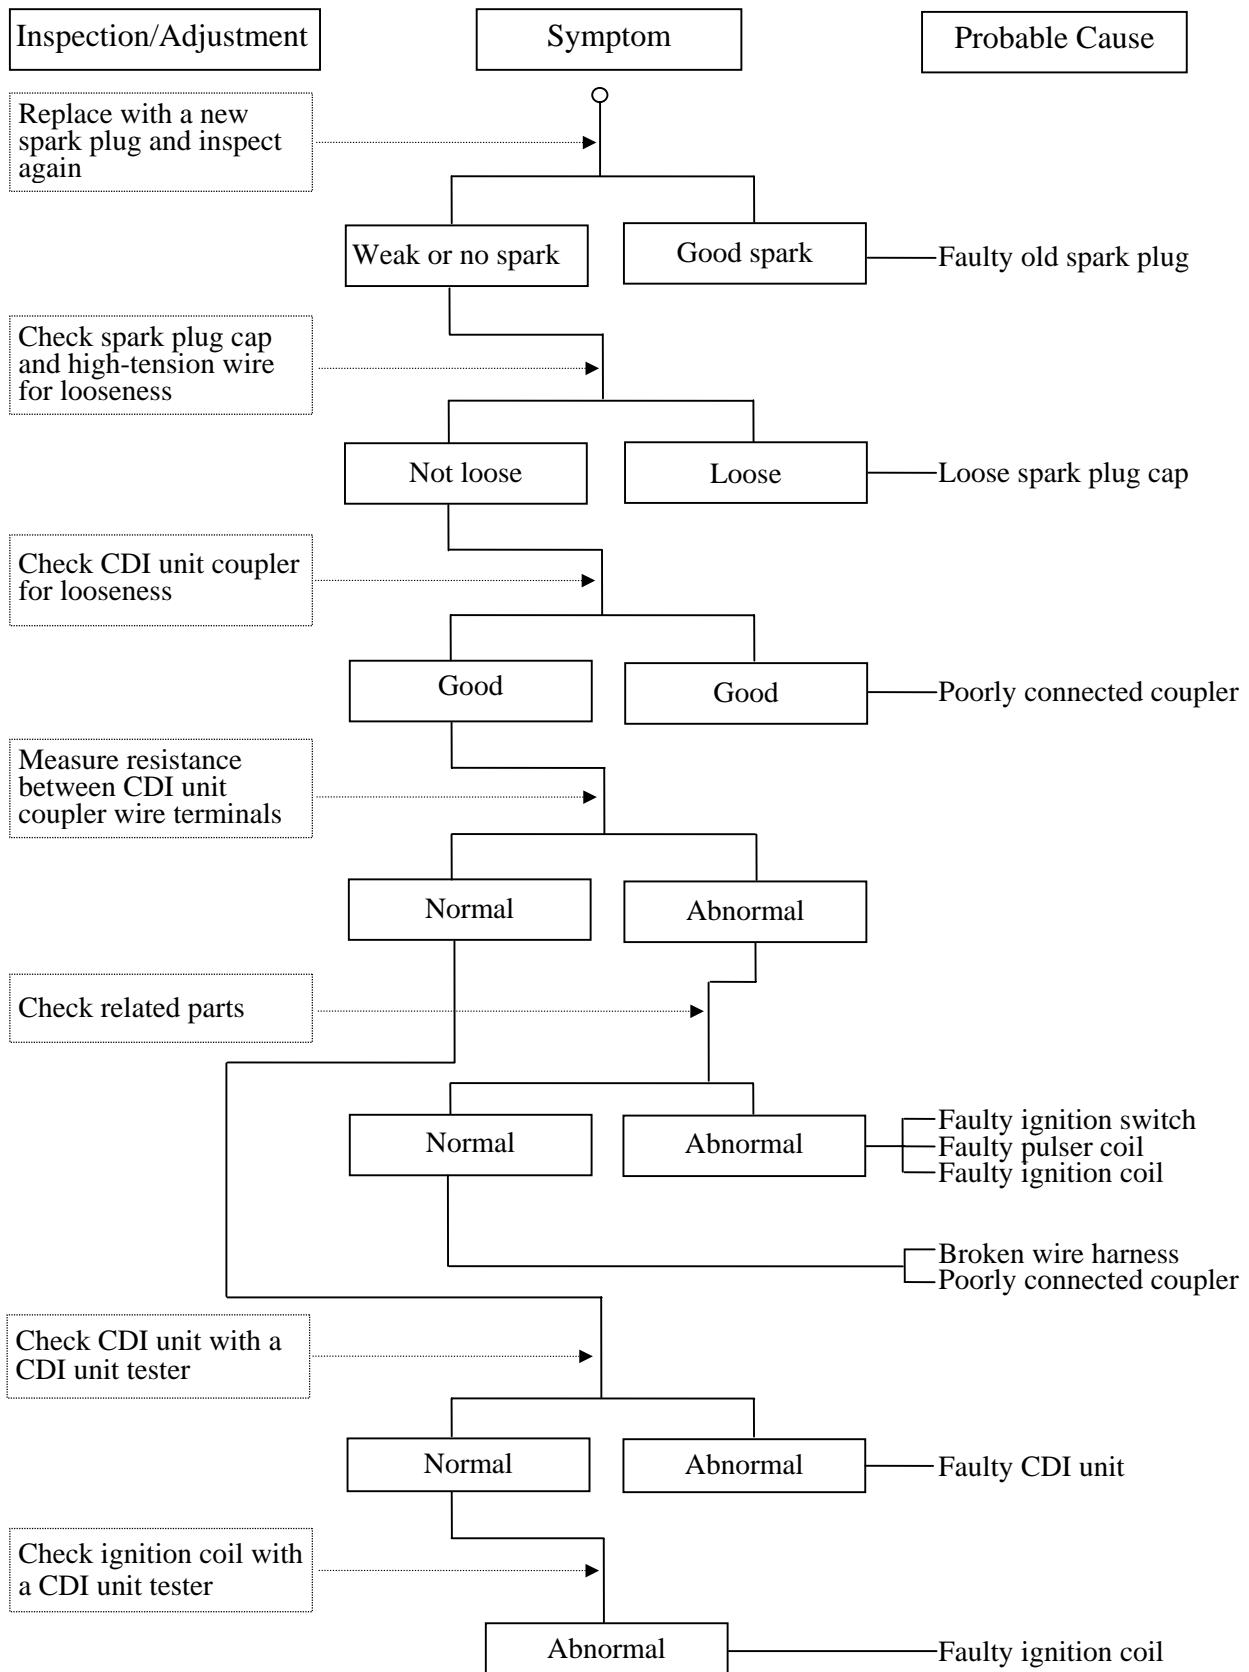 Inspection/Adjustment
Symptom
Probable Cause
Replace with a new
spark plug and inspect
again
Weak or no spark
Good spark
Faulty old spark plug
Check spark plug cap
and high-tension wire
for looseness
Not loose
Loose
Loose spark plug cap
Check CDI unit coupler
for looseness
Good
Good
Poorly connected coupler
Measure resistance
between CDI unit
coupler wire terminals
Normal
Abnormal
Check related parts
Normal
Abnormal
Faulty ignition switch
Faulty pulser coil
Faulty ignition coil
Broken wire harness
Poorly connected coupler
Check CDI unit with a
CDI unit tester
Normal
Abnormal
Faulty CDI unit
Check ignition coil with
a CDI unit tester
Abnormal
Faulty ignition coil